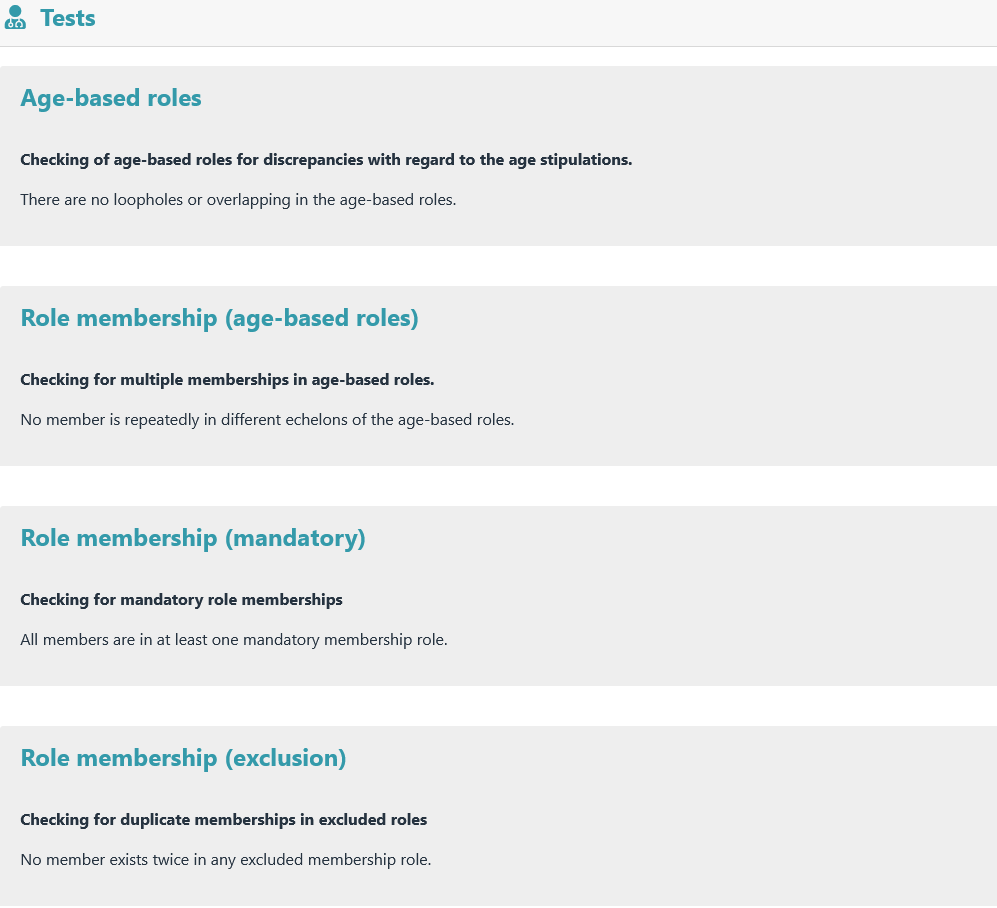 Tests
Age-based roles
Checking of age-based roles for discrepancies with regard to the age stipulations.
There are no loopholes or overlapping in the age-based roles.
Role membership (age-based roles)
Checking for multiple memberships in age-based roles.
No member is repeatedly in different echelons of the age-based roles.
Role membership (mandatory)
Checking for mandatory role memberships
All members are in at least one mandatory membership role.
Role membership (exclusion)
Checking for duplicate memberships in excluded roles
No member exists twice in any excluded membership role.